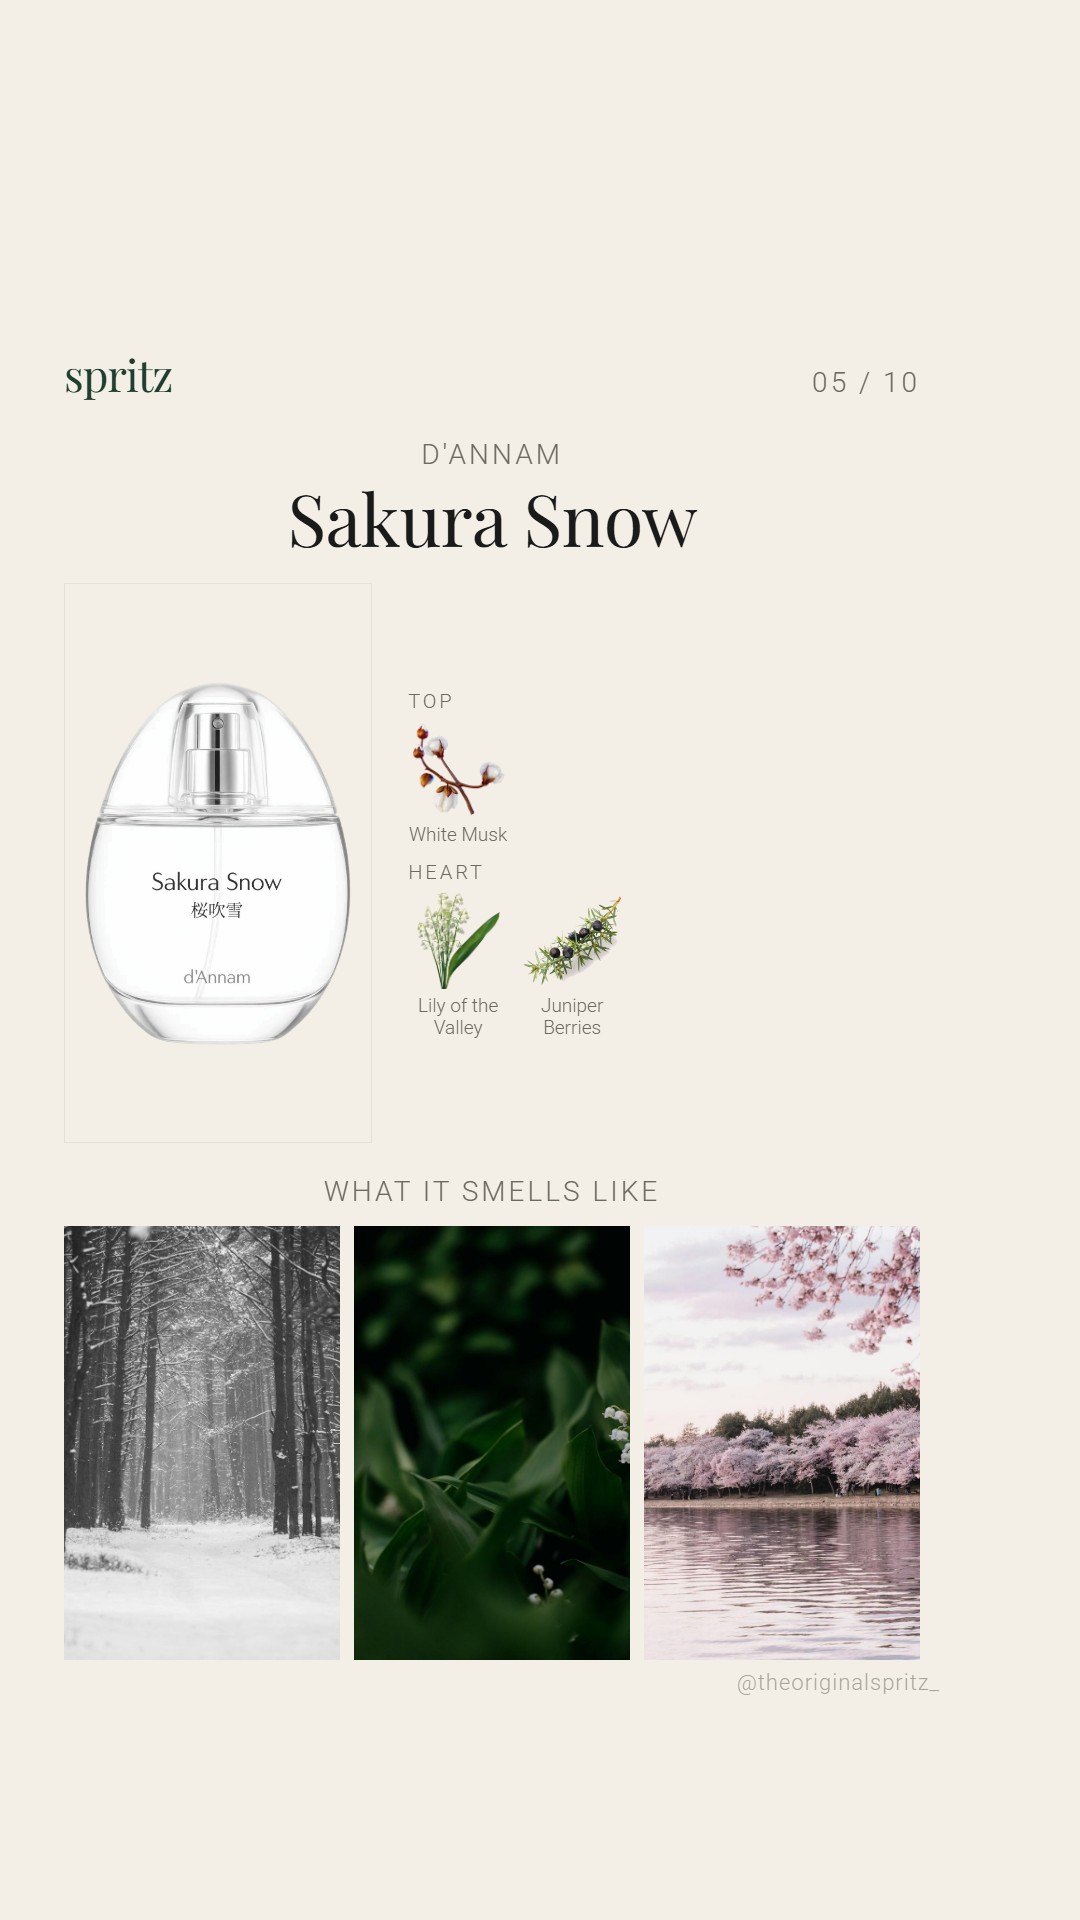 spritz
05 / 10
D'ANNAM
Sakura Snow
Sakura Snow
桜吹雪
d'Annam
TOP
White Musk
HEART
Lily of the
Valley
Juniper
Berries
WHAT IT SMELLS LIKE
@theoriginalspritz_